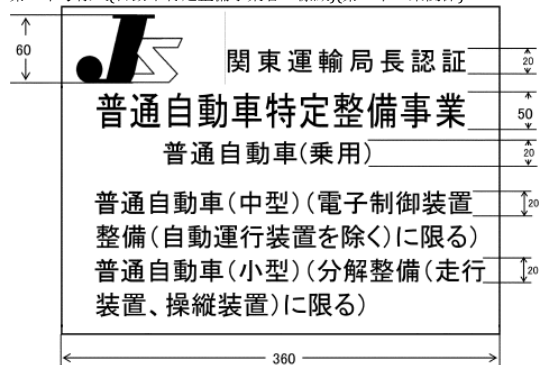 60
JS
関東運輸局長認証
20
普通自動車特定整備事業
50
普通自動車(乗用)
20
普通自動車(中型)(電子制御装置
20
整備(自動運行装置を除く)に限る)
普通自動車(小型)(分解整備(走行
20
装置、操縦装置)に限る)
360